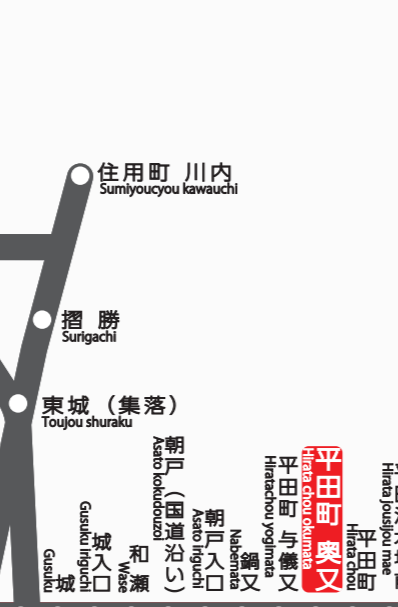 住用町 川内
Sumiyoucyou kawauchi
摺 勝
Surigachi
東城（集落）
Toujou shuraku
城
Gusuku
城入口
Gusuku iriguchi
和瀬
Wase
朝戸（国道沿い）
Asato kokudouzoi
朝戸入口
Asato iriguchi
鍋又
Nabemata
平田町 与儀又
Hiratachou yogimata
平田町 奥又
Hirata chou okumata
平田町
Hirata chou
Hirata jousuijou mae